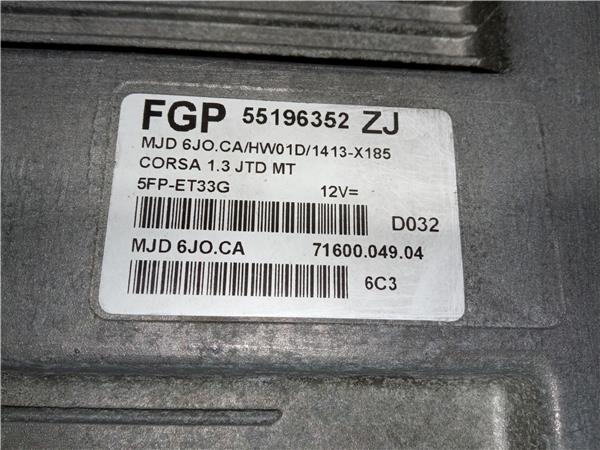 FGP 55196352 ZJ
MJD 6JO.CA/HW01D/1413-X185
CORSA 1.3 JTD MT
5FP-ET33G 12V=
D032
MJD 6JO.CA 71600.049.04
6C3